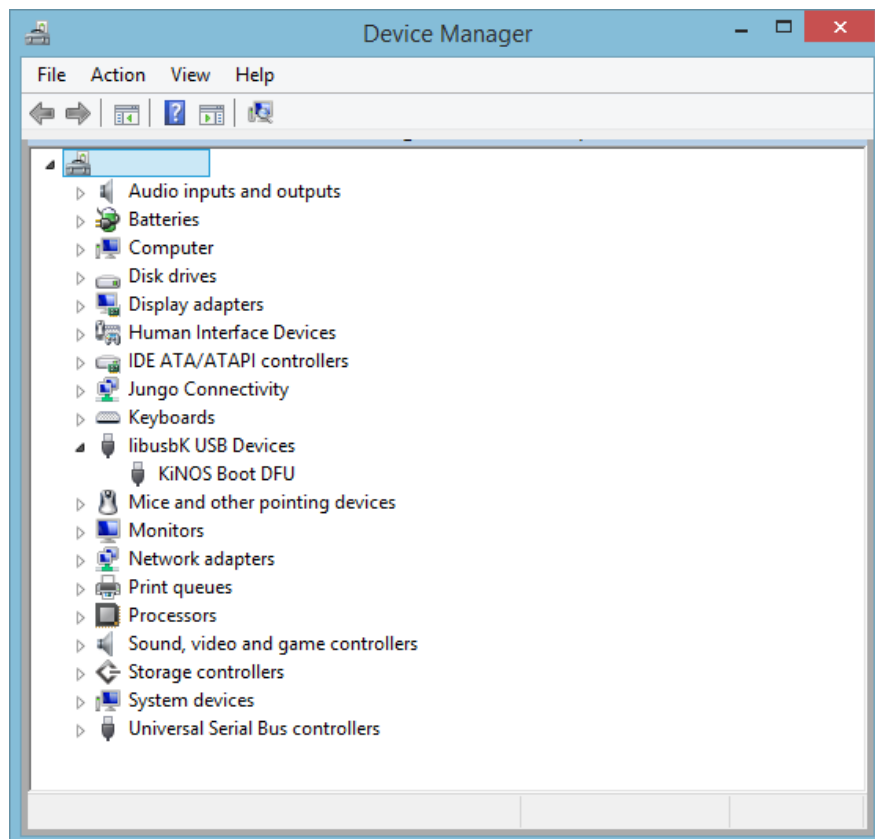 Device Manager
File Action View Help
Audio inputs and outputs
Batteries
Computer
Disk drives
Display adapters
Human Interface Devices
IDE ATA/ATAPI controllers
Jungo Connectivity
Keyboards
libusbK USB Devices
KiNOS Boot DFU
Mice and other pointing devices
Monitors
Network adapters
Print queues
Processors
Sound, video and game controllers
Storage controllers
System devices
Universal Serial Bus controllers